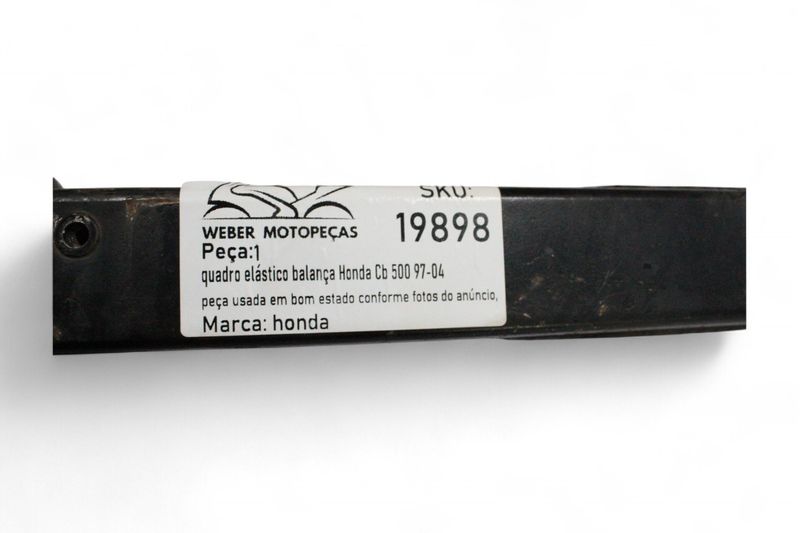 SKU:
WEBER MOTOPEÇAS 19898
Peça:1
quadro elástico balança Honda Cb 500 97-04
peça usada em bom estado conforme fotos do anúncio,
Marca: honda